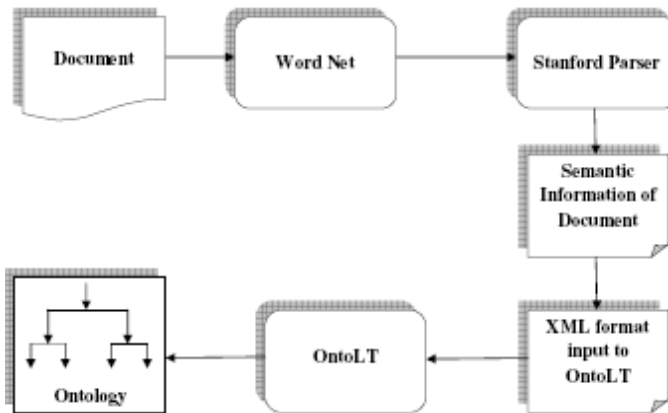 Document
Word Net
Stanford Parser
Semantic
Information of
Document
XML format
input to
OntoLT
OntoLT
Ontology